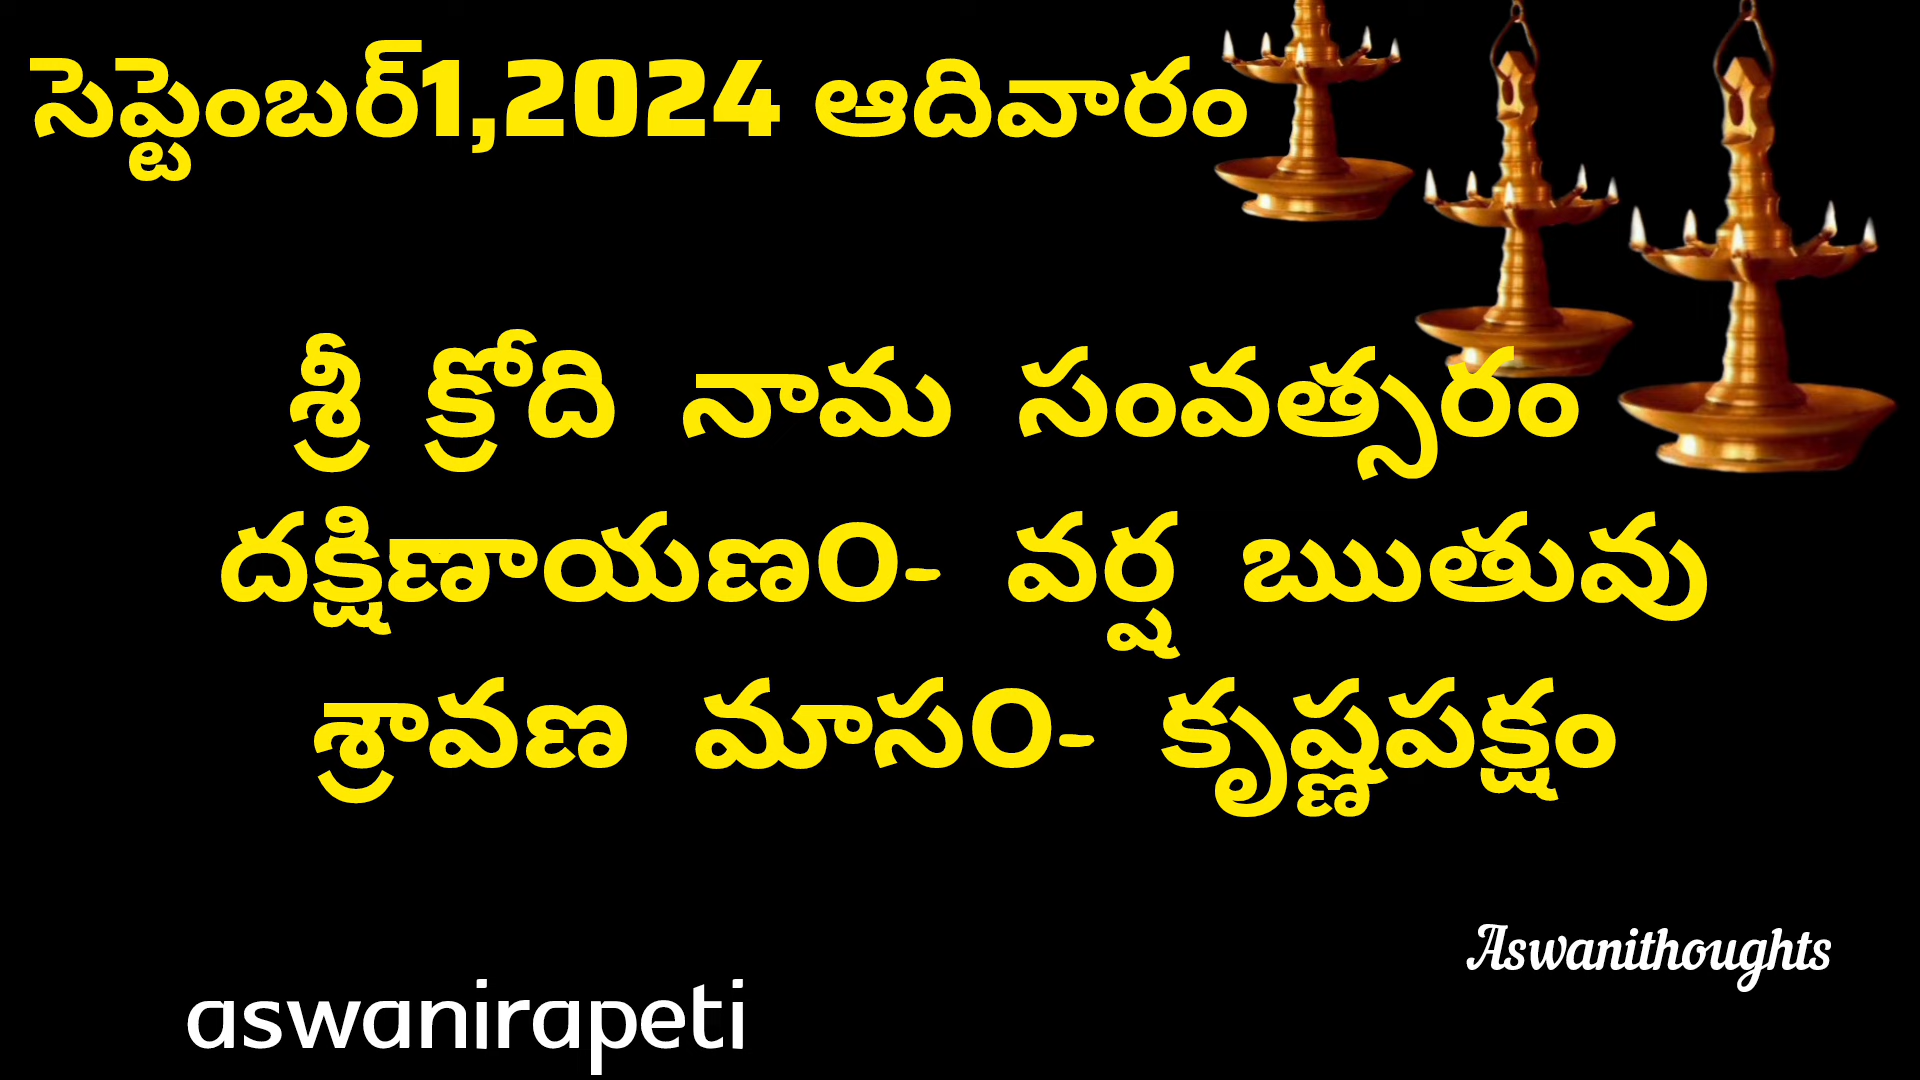 సెప్టెంబర్1,2024 ఆదివారం
శ్రీ క్రోది నామ సంవత్సరం
దక్షిణాయణం- వర్ష ఋతువు
శ్రావణ మాసం- కృష్ణపక్షం
Aswanithoughts
aswanirapeti